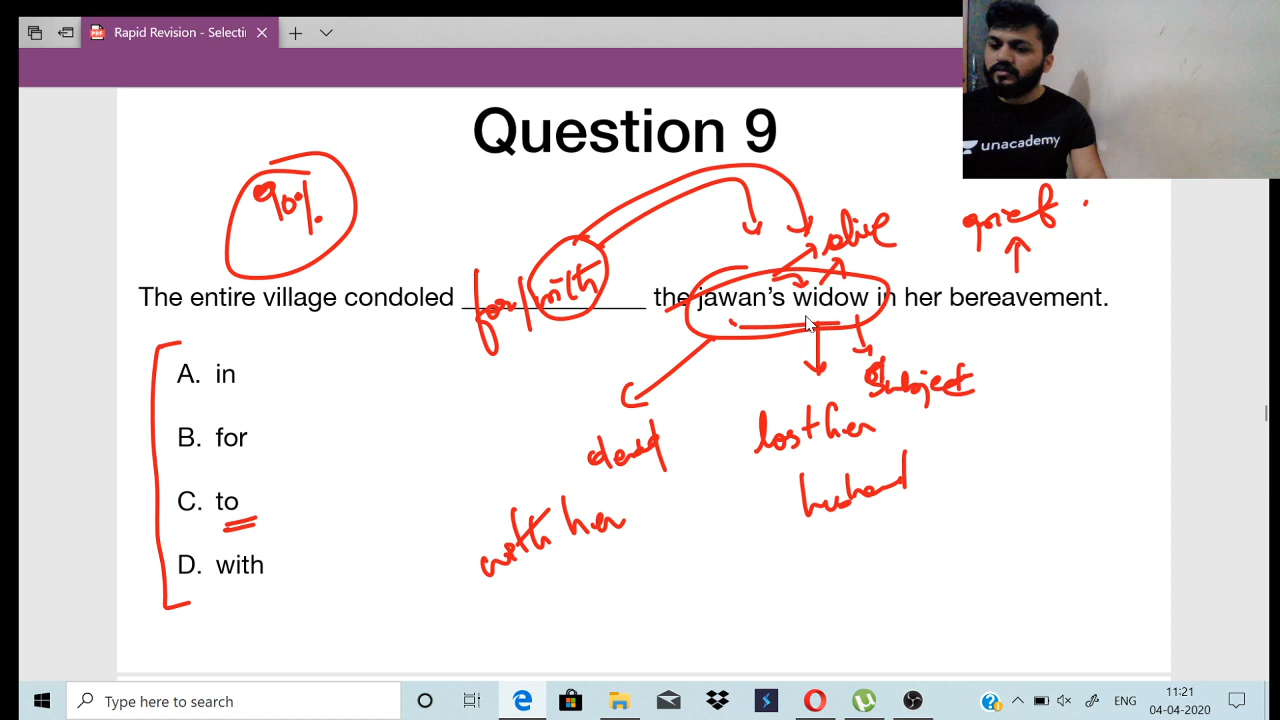 Rapid Revision - Selecti
unacademy
Question 9
90%.
alive
grief
for/with
The entire village condoled ______________ the jawan's widow in her bereavement.
A. in
B. for
C. to
D. with
Subject
dead
lost her
husband
with her
Type here to search
ENG
11:21
04-04-2020